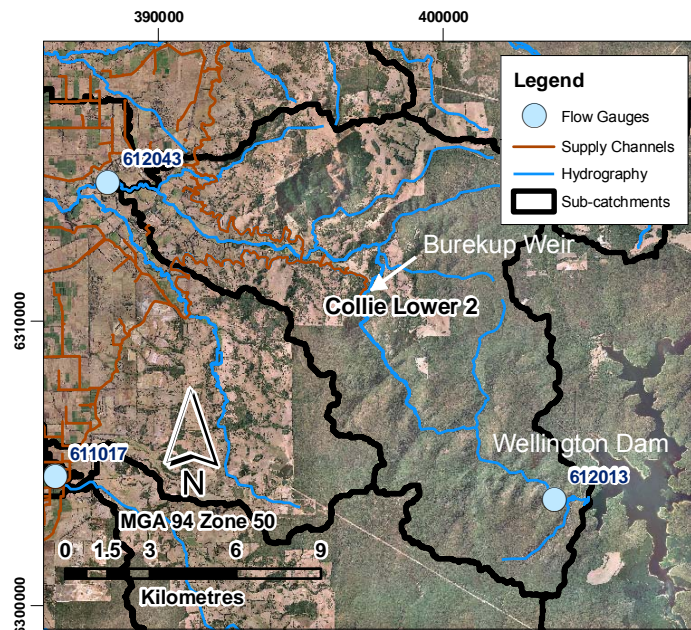 390000
400000
Legend
Flow Gauges
Supply Channels
Hydrography
Sub-catchments
612043
Burekup Weir
Collie Lower 2
6310000
Wellington Dam
611017
612013
N
MGA 94 Zone 50
0 1.5 3 6 9
Kilometres
6300000